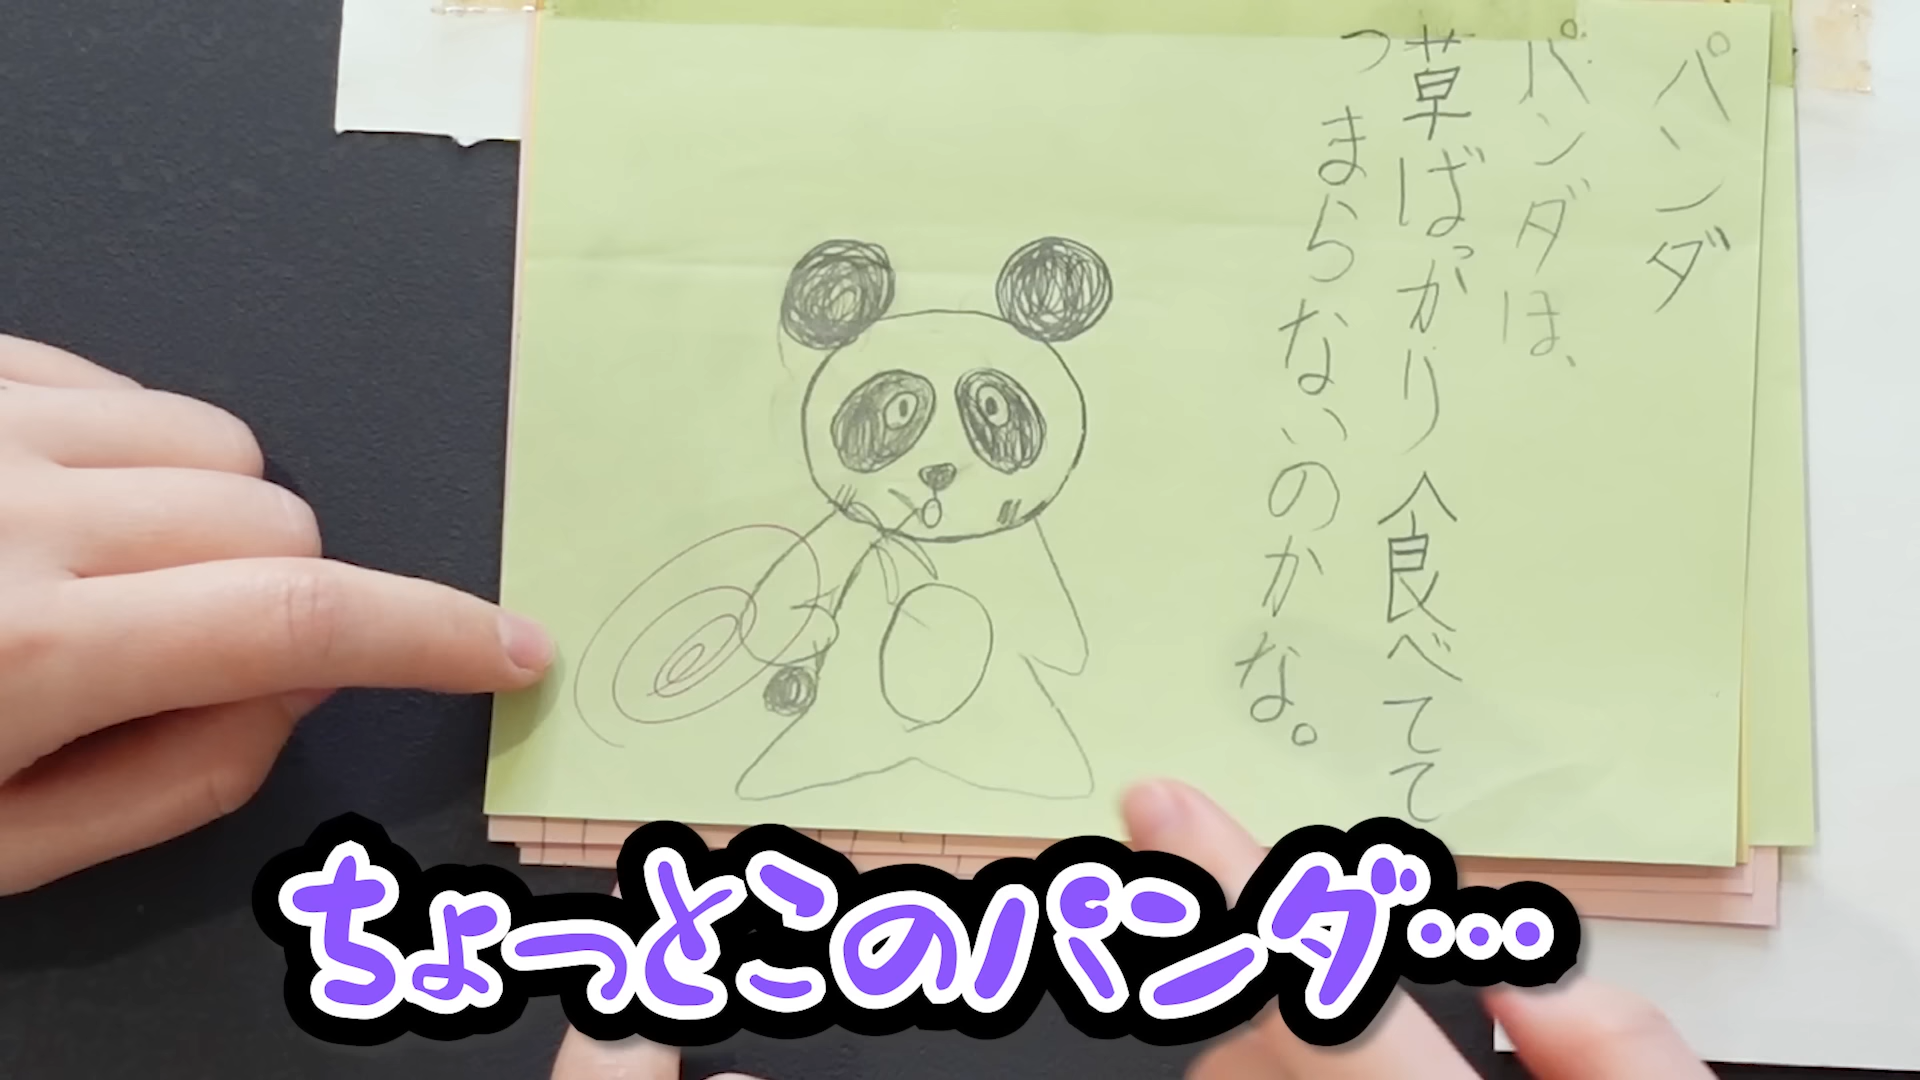 パンダ
パンダは、
草ばっかり食べてて
つまらないのかな。
ちょっとこのパンダ…